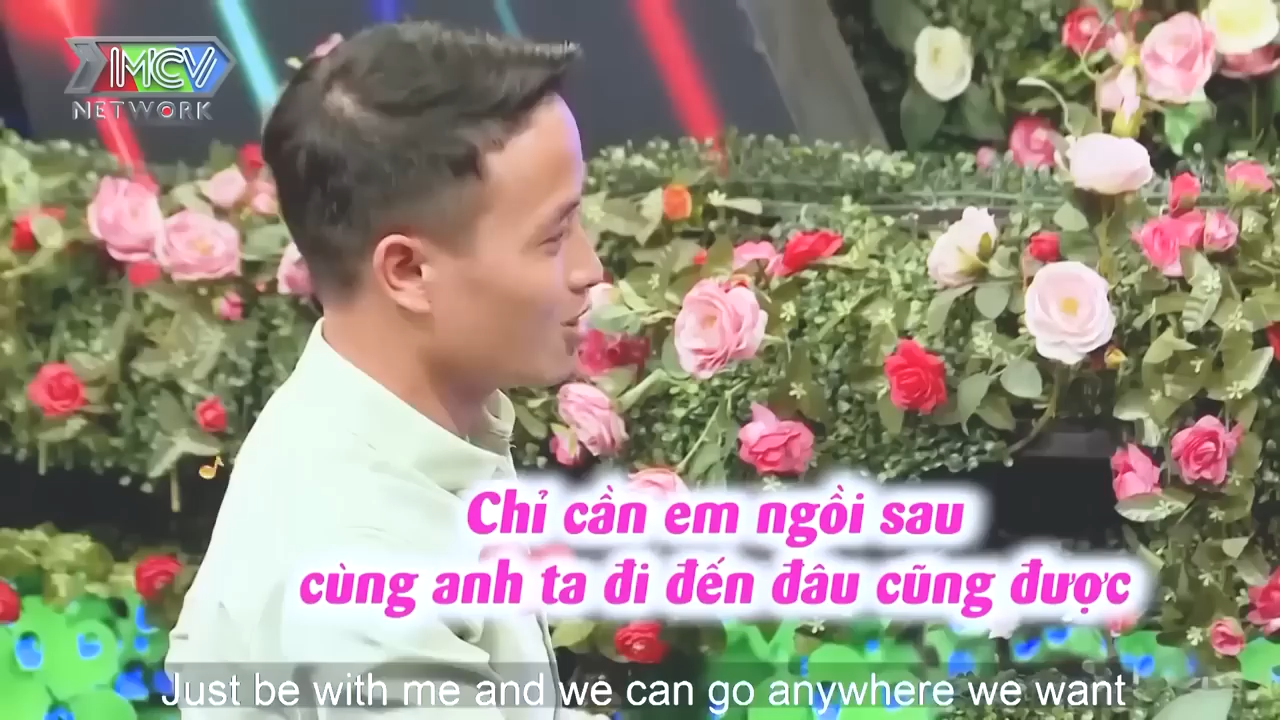 MCV
NETWORK
Chỉ cần em ngồi sau
cùng anh ta đi đến đâu cũng được
Just be with me and we can go anywhere we want